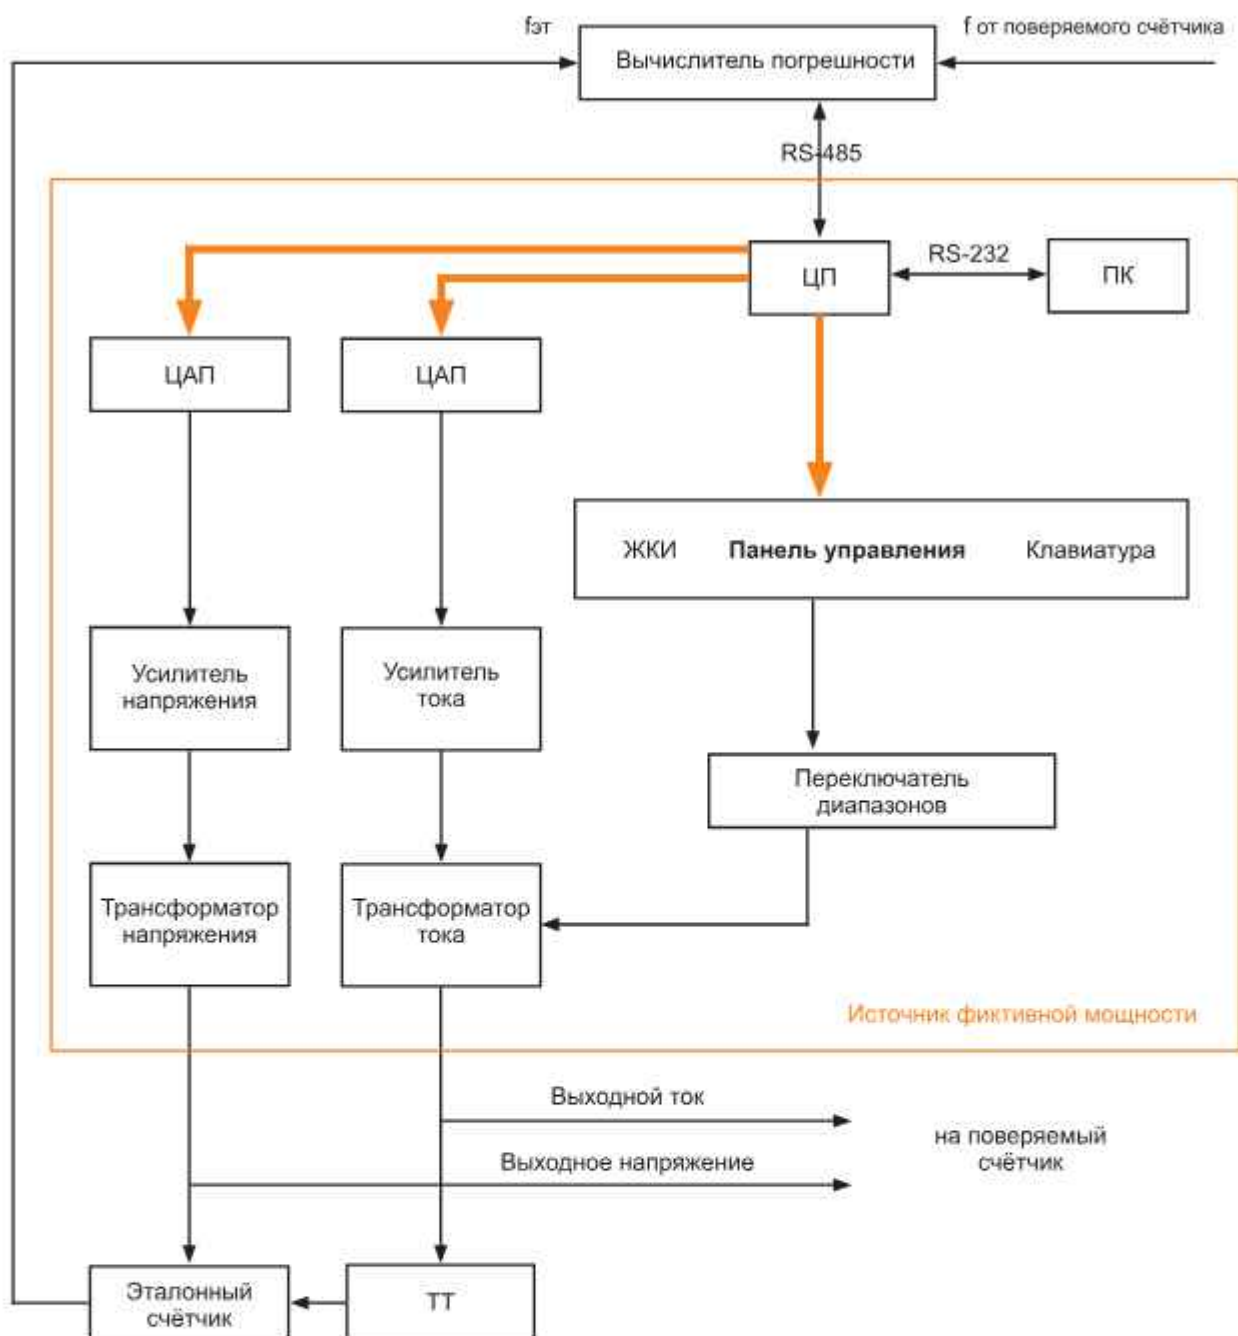 fэт
f от поверяемого счётчика
Вычислитель погрешности
RS-485
ЦП
RS-232
ПК
ЦАП
ЦАП
ЖКИ
Панель управления
Клавиатура
Усилитель
напряжения
Усилитель
тока
Переключатель
диапазонов
Трансформатор
напряжения
Трансформатор
тока
Источник фиктивной мощности
Выходной ток
Выходное напряжение
на поверяемый
счётчик
Эталонный
счётчик
ТТ